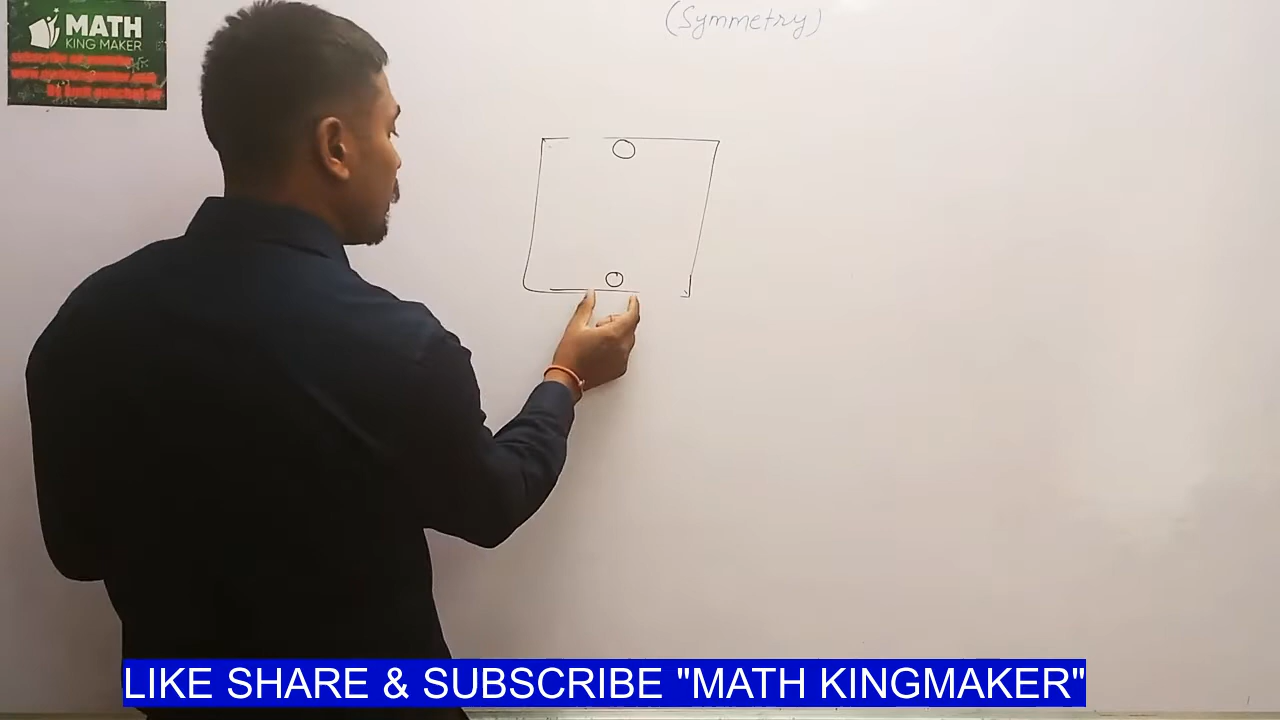 MATH
KING MAKER
(Symmetry)
LIKE SHARE & SUBSCRIBE "MATH KINGMAKER"